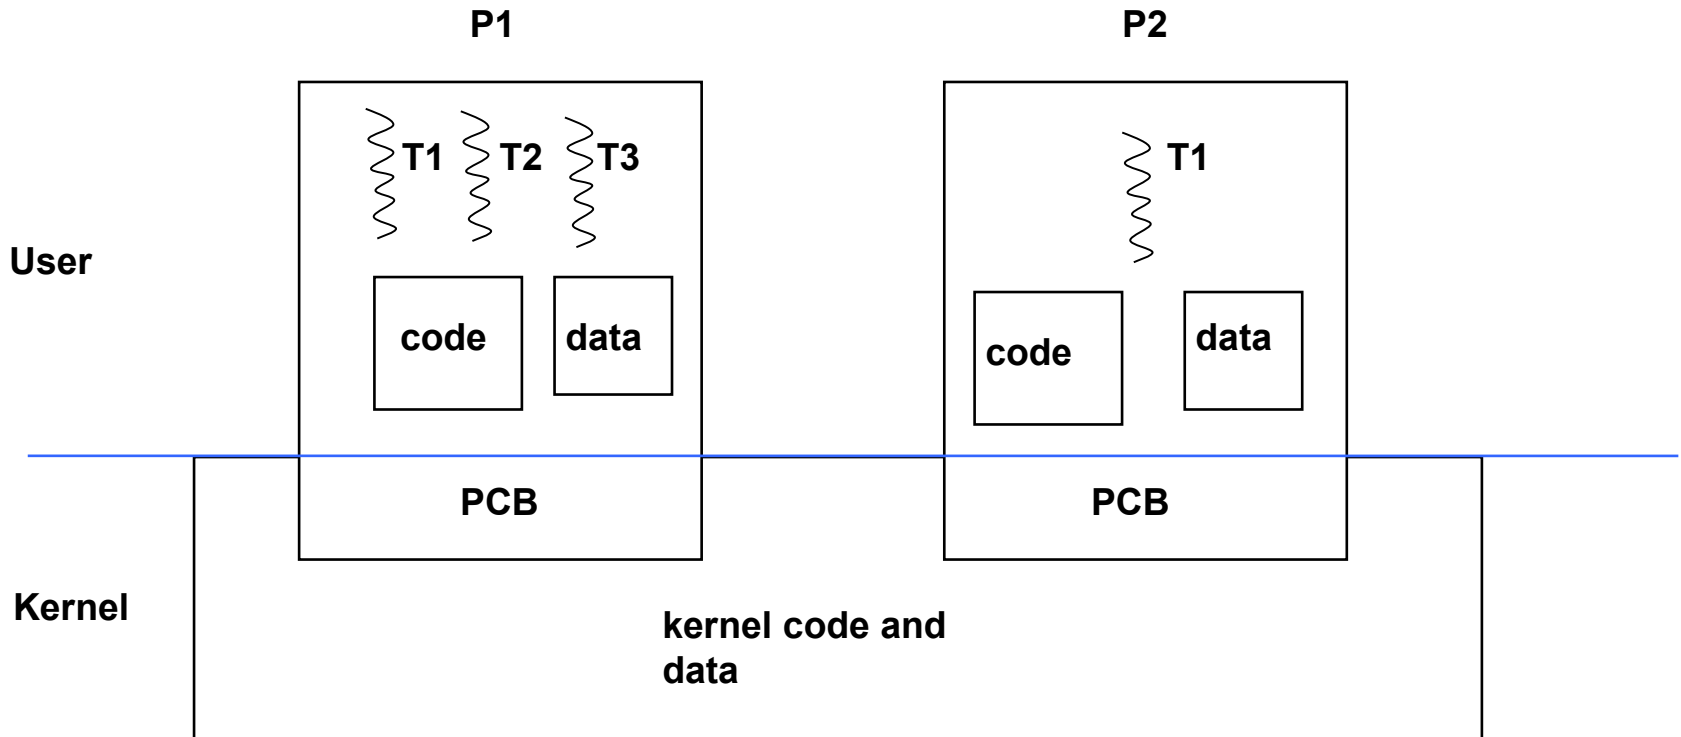 P1
P2
T1
T2
T3
T1
User
code
data
code
data
PCB
PCB
Kernel
kernel code and
data